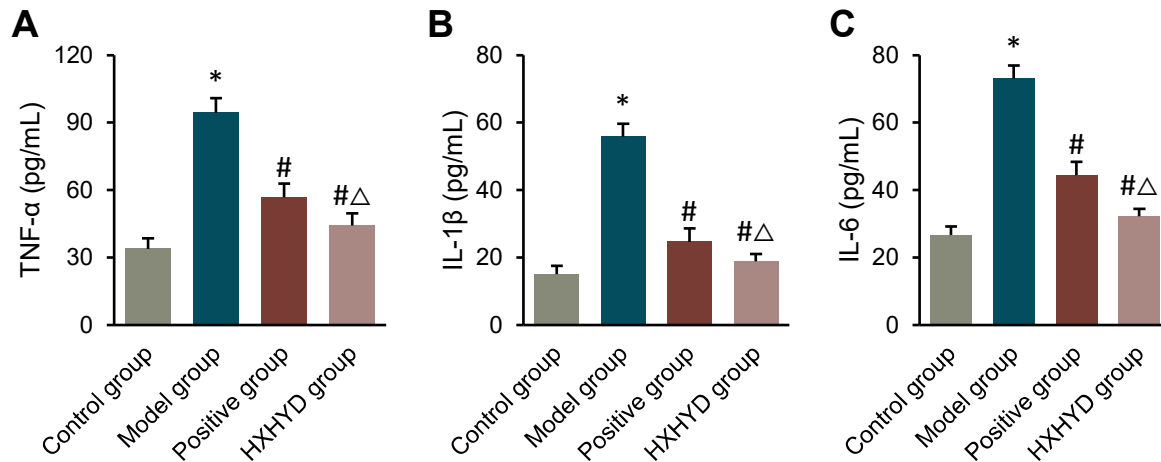 A
TNF-α (pg/mL)
120
90
60
30
0
*
#
#△
Control group
Model group
Positive group
HXHYD group
B
IL-1β (pg/mL)
80
60
40
20
0
*
#
#△
Control group
Model group
Positive group
HXHYD group
C
IL-6 (pg/mL)
80
60
40
20
0
*
#
#△
Control group
Model group
Positive group
HXHYD group